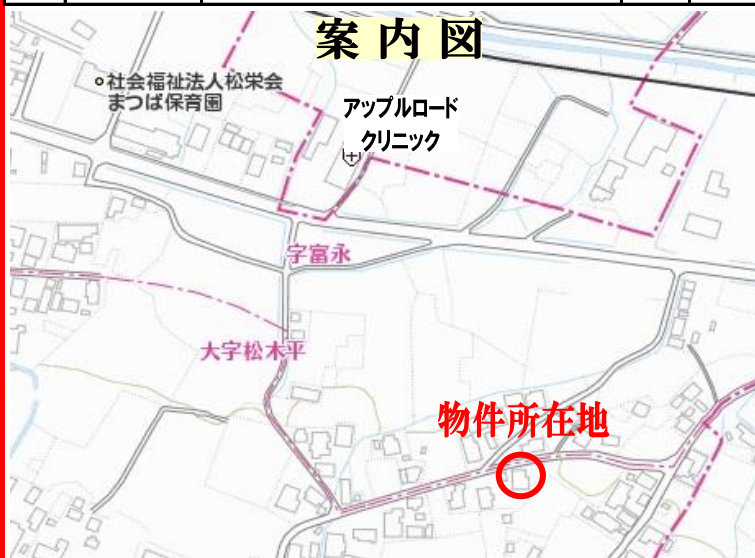 案内図
社会福祉法人松栄会
まつば保育園
アップルロード
クリニック
字富永
大字松木平
物件所在地